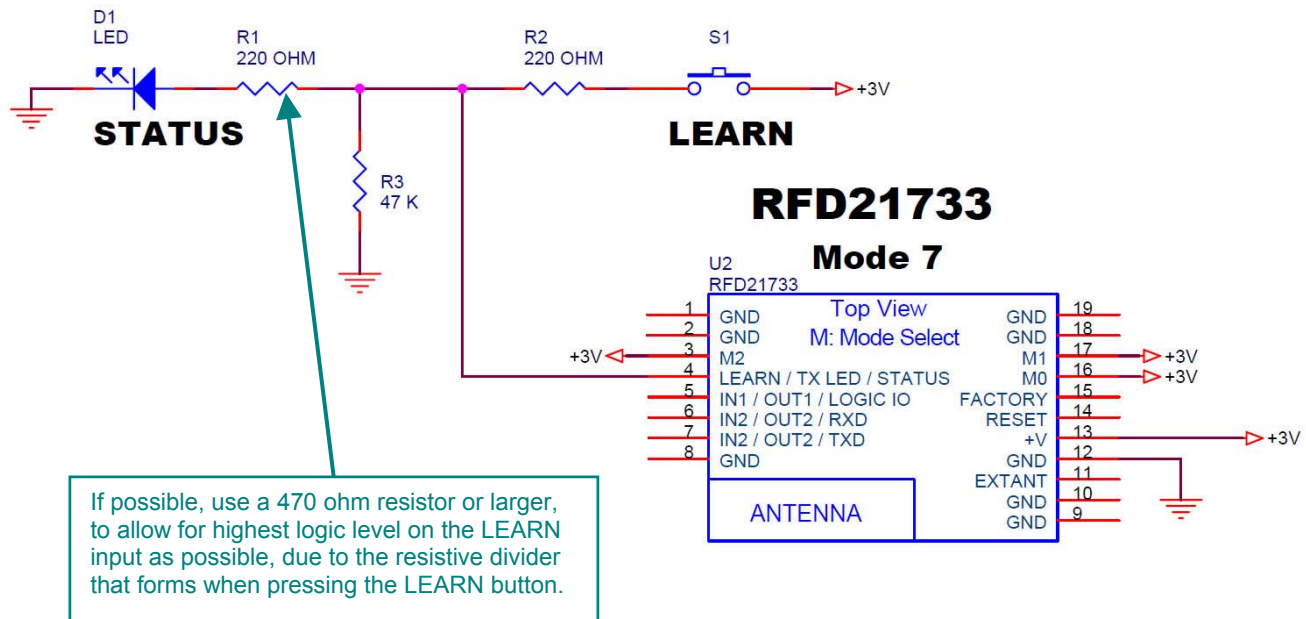 D1
LED
R1
220 OHM
R2
220 OHM
S1
+3V
STATUS
LEARN
R3
47 K
RFD21733
Mode 7
U2
RFD21733
Top View
M: Mode Select
1 GND
2 GND
+3V 3 M2
4 LEARN / TX LED / STATUS
5 IN1 / OUT1 / LOGIC IO
6 IN2 / OUT2 / RXD
7 IN2 / OUT2 / TXD
8 GND
GND 19
GND 18
M1 17 +3V
M0 16 +3V
FACTORY 15
RESET 14
+V 13 +3V
GND 12
EXTANT 11
GND 10
GND 9
ANTENNA
If possible, use a 470 ohm resistor or larger,
to allow for highest logic level on the LEARN
input as possible, due to the resistive divider
that forms when pressing the LEARN button.